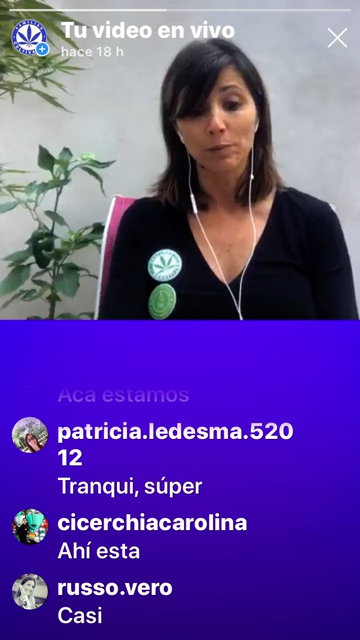 Tu video en vivo
hace 18 h
Acá estamos
patricia.ledesma.520
12
Tranqui, súper
cicerchiacarolina
Ahí esta
russo.vero
Casi